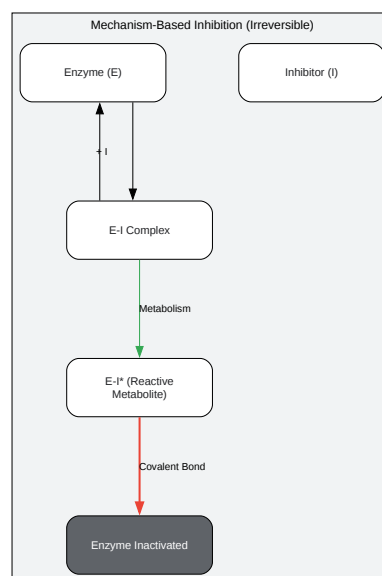 Mechanism-Based Inhibition (Irreversible)
Enzyme (E)
Inhibitor (I)
+ I
E-I Complex
Metabolism
E-I* (Reactive
Metabolite)
Covalent Bond
Enzyme Inactivated